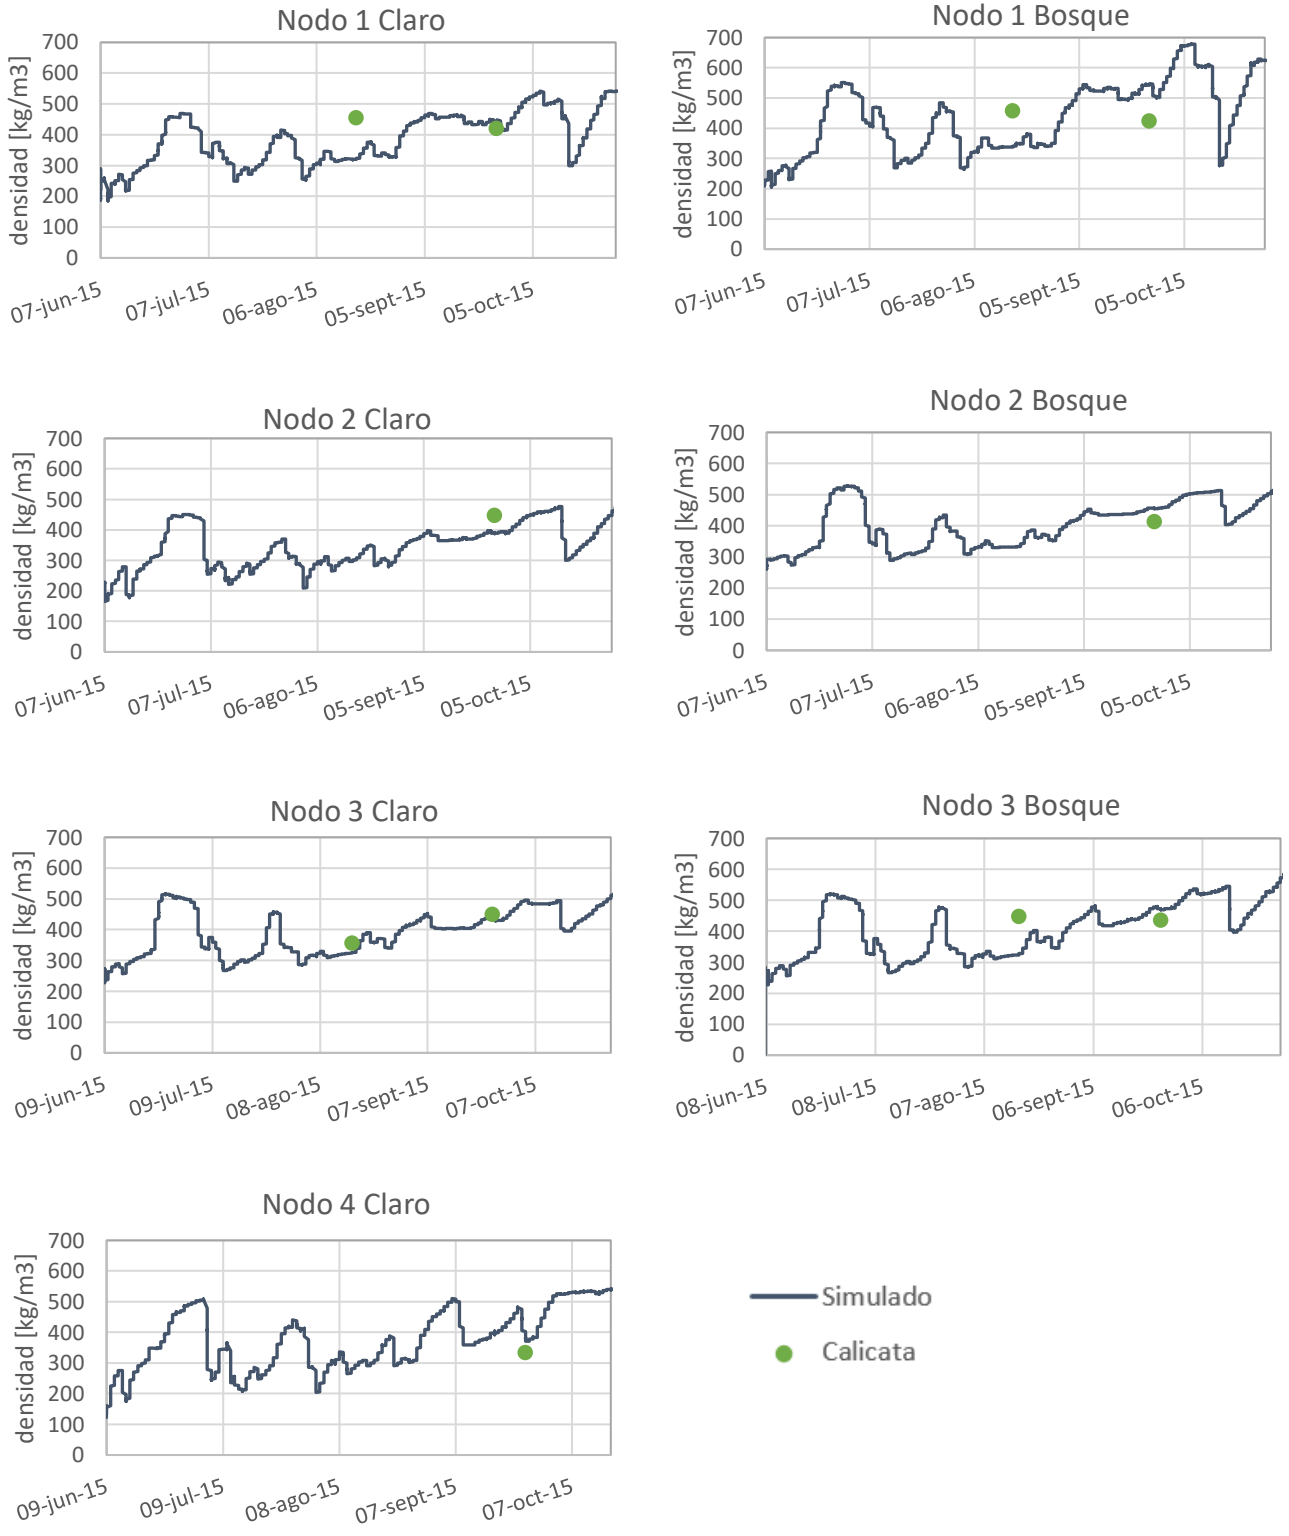 Nodo 1 Claro
densidad [kg/m3]
700
600
500
400
300
200
100
0
07-jun-15
07-jul-15
06-ago-15
05-sept-15
05-oct-15
Nodo 1 Bosque
densidad [kg/m3]
700
600
500
400
300
200
100
0
07-jun-15
07-jul-15
06-ago-15
05-sept-15
05-oct-15
Nodo 2 Claro
densidad [kg/m3]
700
600
500
400
300
200
100
0
07-jun-15
07-jul-15
06-ago-15
05-sept-15
05-oct-15
Nodo 2 Bosque
densidad [kg/m3]
700
600
500
400
300
200
100
0
07-jun-15
07-jul-15
06-ago-15
05-sept-15
05-oct-15
Nodo 3 Claro
densidad [kg/m3]
700
600
500
400
300
200
100
0
09-jun-15
09-jul-15
08-ago-15
07-sept-15
07-oct-15
Nodo 3 Bosque
densidad [kg/m3]
700
600
500
400
300
200
100
0
08-jun-15
08-jul-15
07-ago-15
06-sept-15
06-oct-15
Nodo 4 Claro
densidad [kg/m3]
700
600
500
400
300
200
100
0
09-jun-15
09-jul-15
08-ago-15
07-sept-15
07-oct-15
Simulado
Calicata